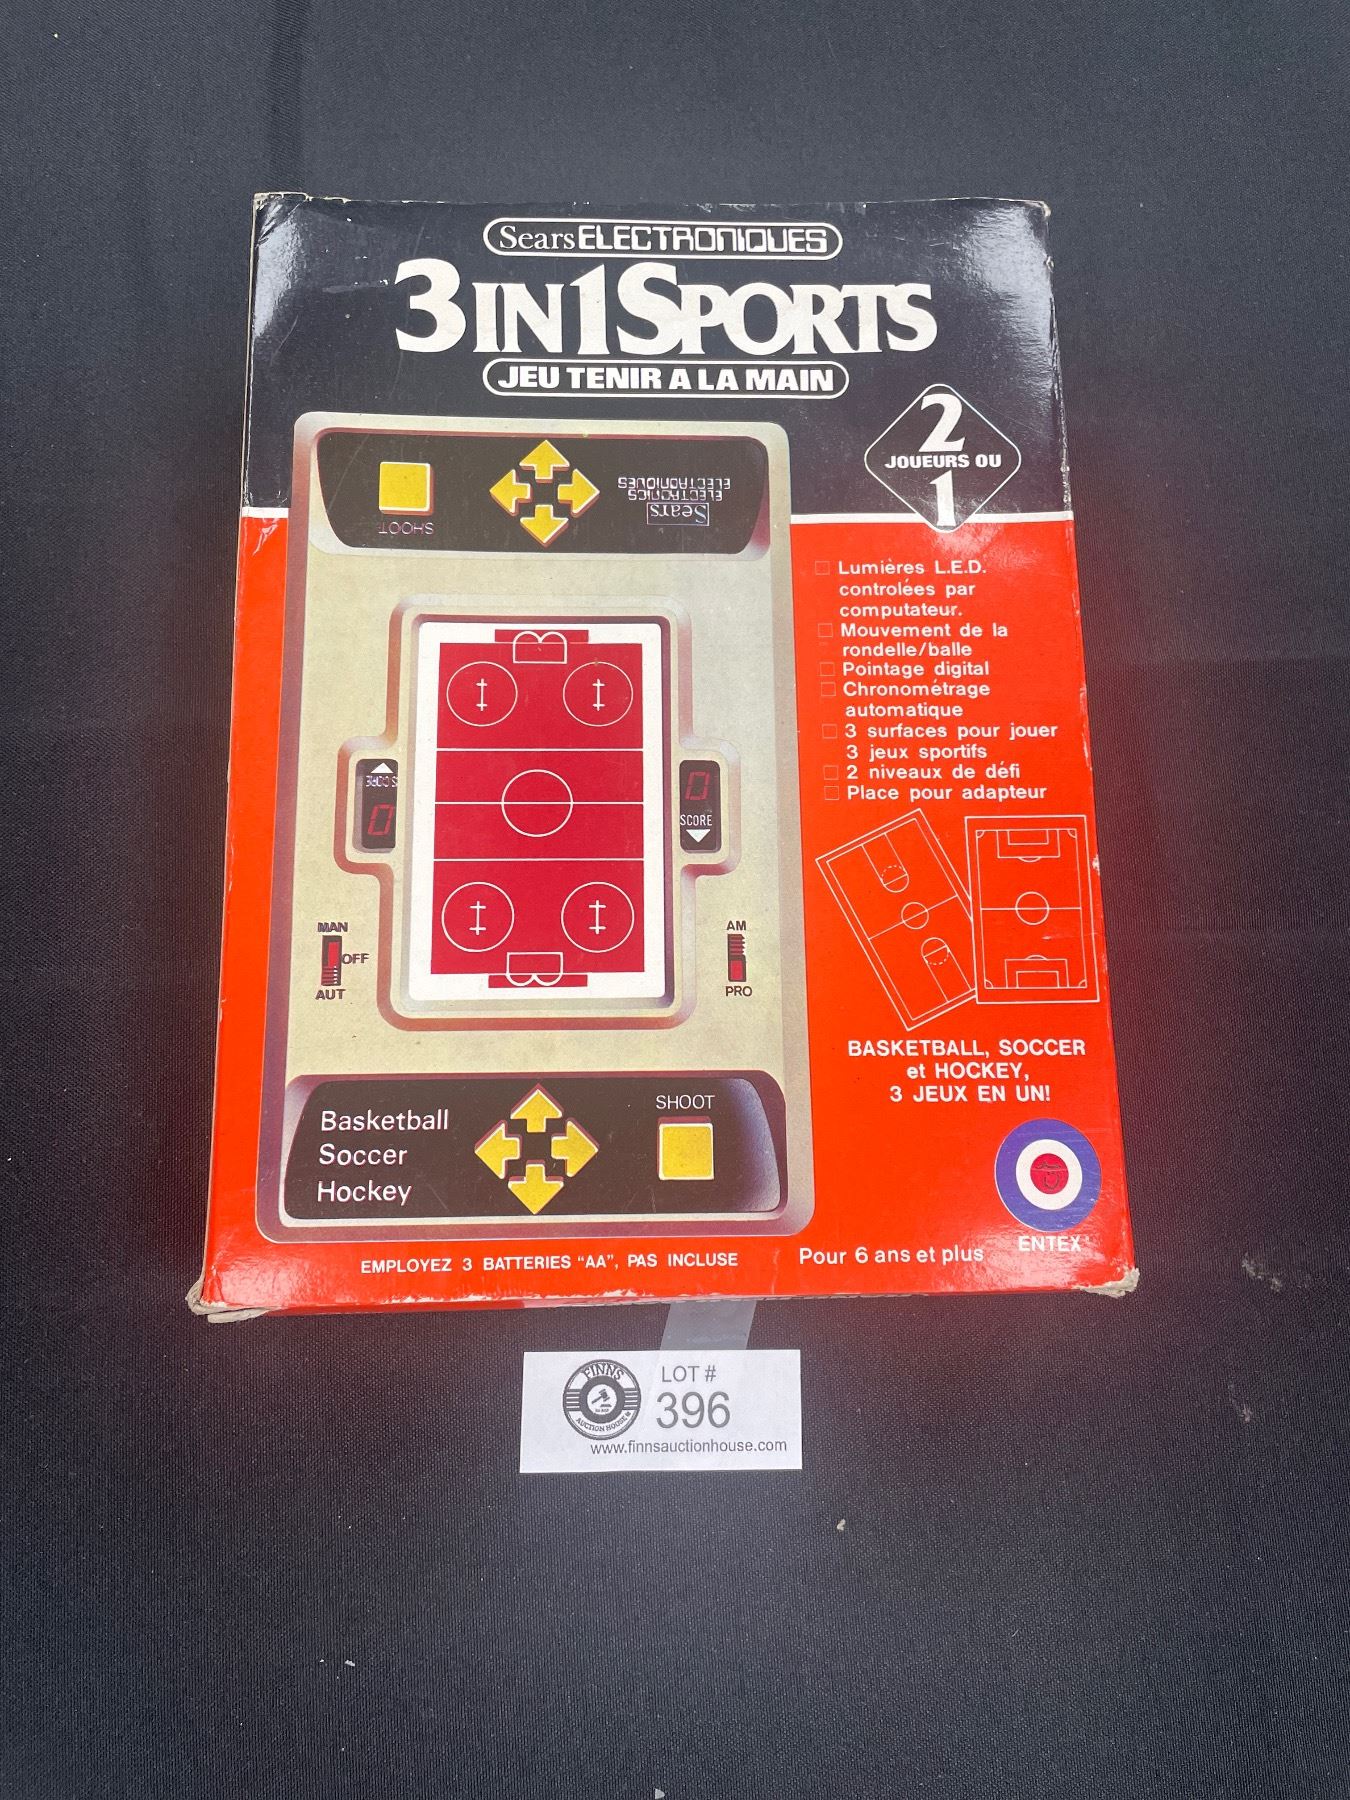 Sears ELECTRONIQUES
3 IN 1 SPORTS
JEU TENIR A LA MAIN
2
JOUEURS OU
1
SHOOT
Sears
ELECTRONICS
ELECTRONIQUES
□ Lumières L.E.D.
controlées par
computateur.
□ Mouvement de la
rondelle/balle
□ Pointage digital
□ Chronométrage
automatique
□ 3 surfaces pour jouer
3 jeux sportifs
□ 2 niveaux de défi
□ Place pour adapteur
SCORE
0
0
SCORE
MAN
OFF
AUT
AM
PRO
BASKETBALL, SOCCER
et HOCKEY,
3 JEUX EN UN!
Basketball
Soccer
Hockey
SHOOT
ENTEX
EMPLOYEZ 3 BATTERIES "AA", PAS INCLUSE
Pour 6 ans et plus
FINNS
AUCTION HOUSE
LOT #
396
www.finnsauctionhouse.com